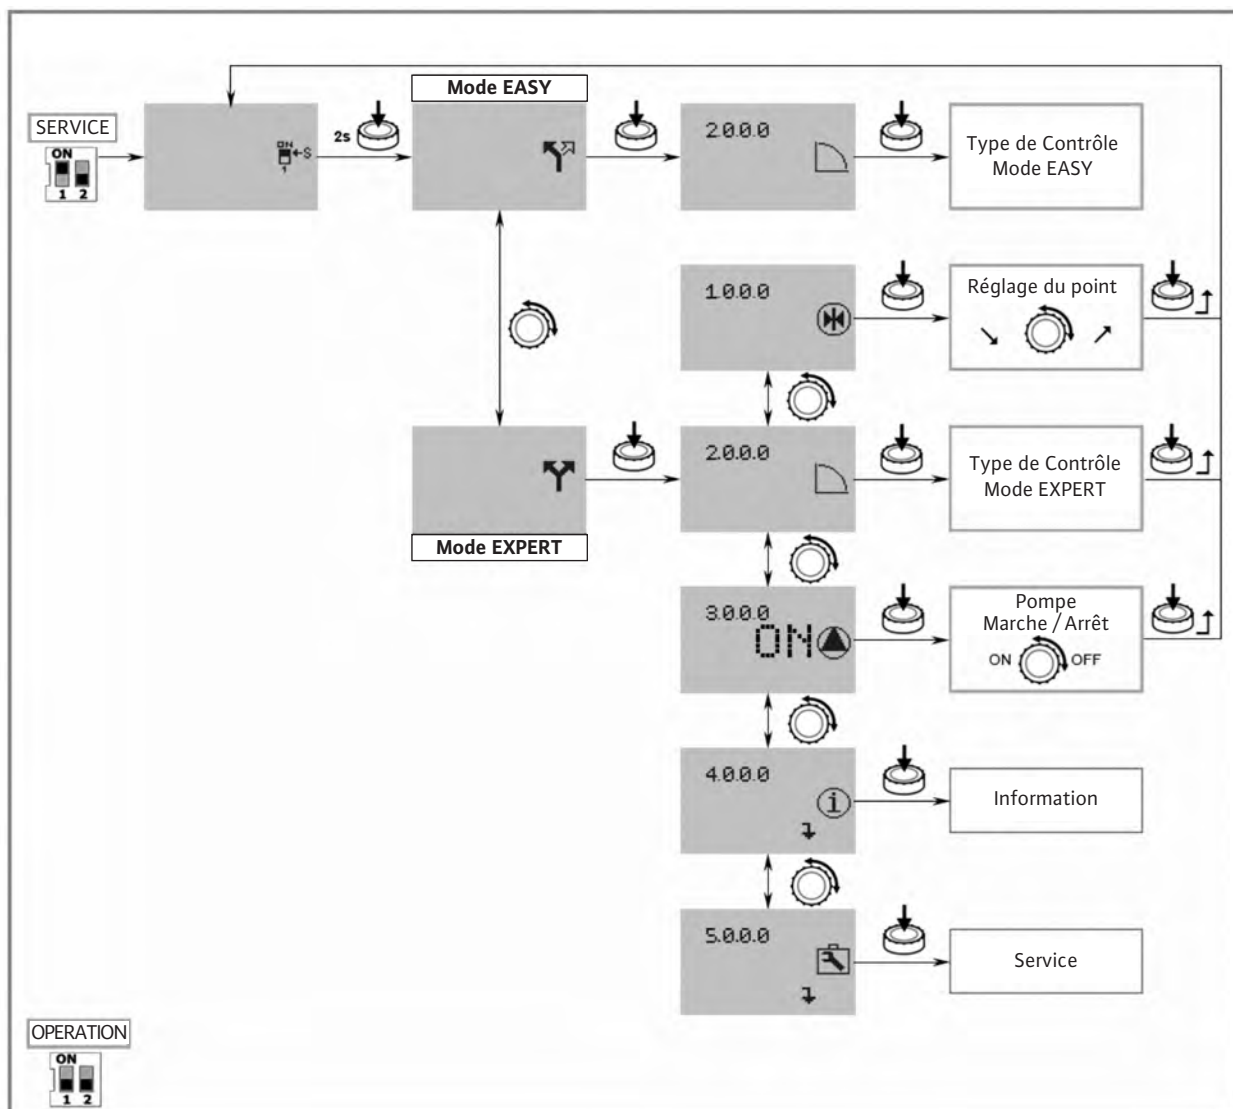 Mode EASY
SERVICE
ON
1 2
ON
←S
1
2s
2.0.0.0
Type de Contrôle
Mode EASY
1.0.0.0
Réglage du point
2.0.0.0
Type de Contrôle
Mode EXPERT
Mode EXPERT
3.0.0.0
ON
Pompe
Marche / Arrêt
ON OFF
4.0.0.0
i
Information
5.0.0.0
Service
OPERATION
ON
1 2